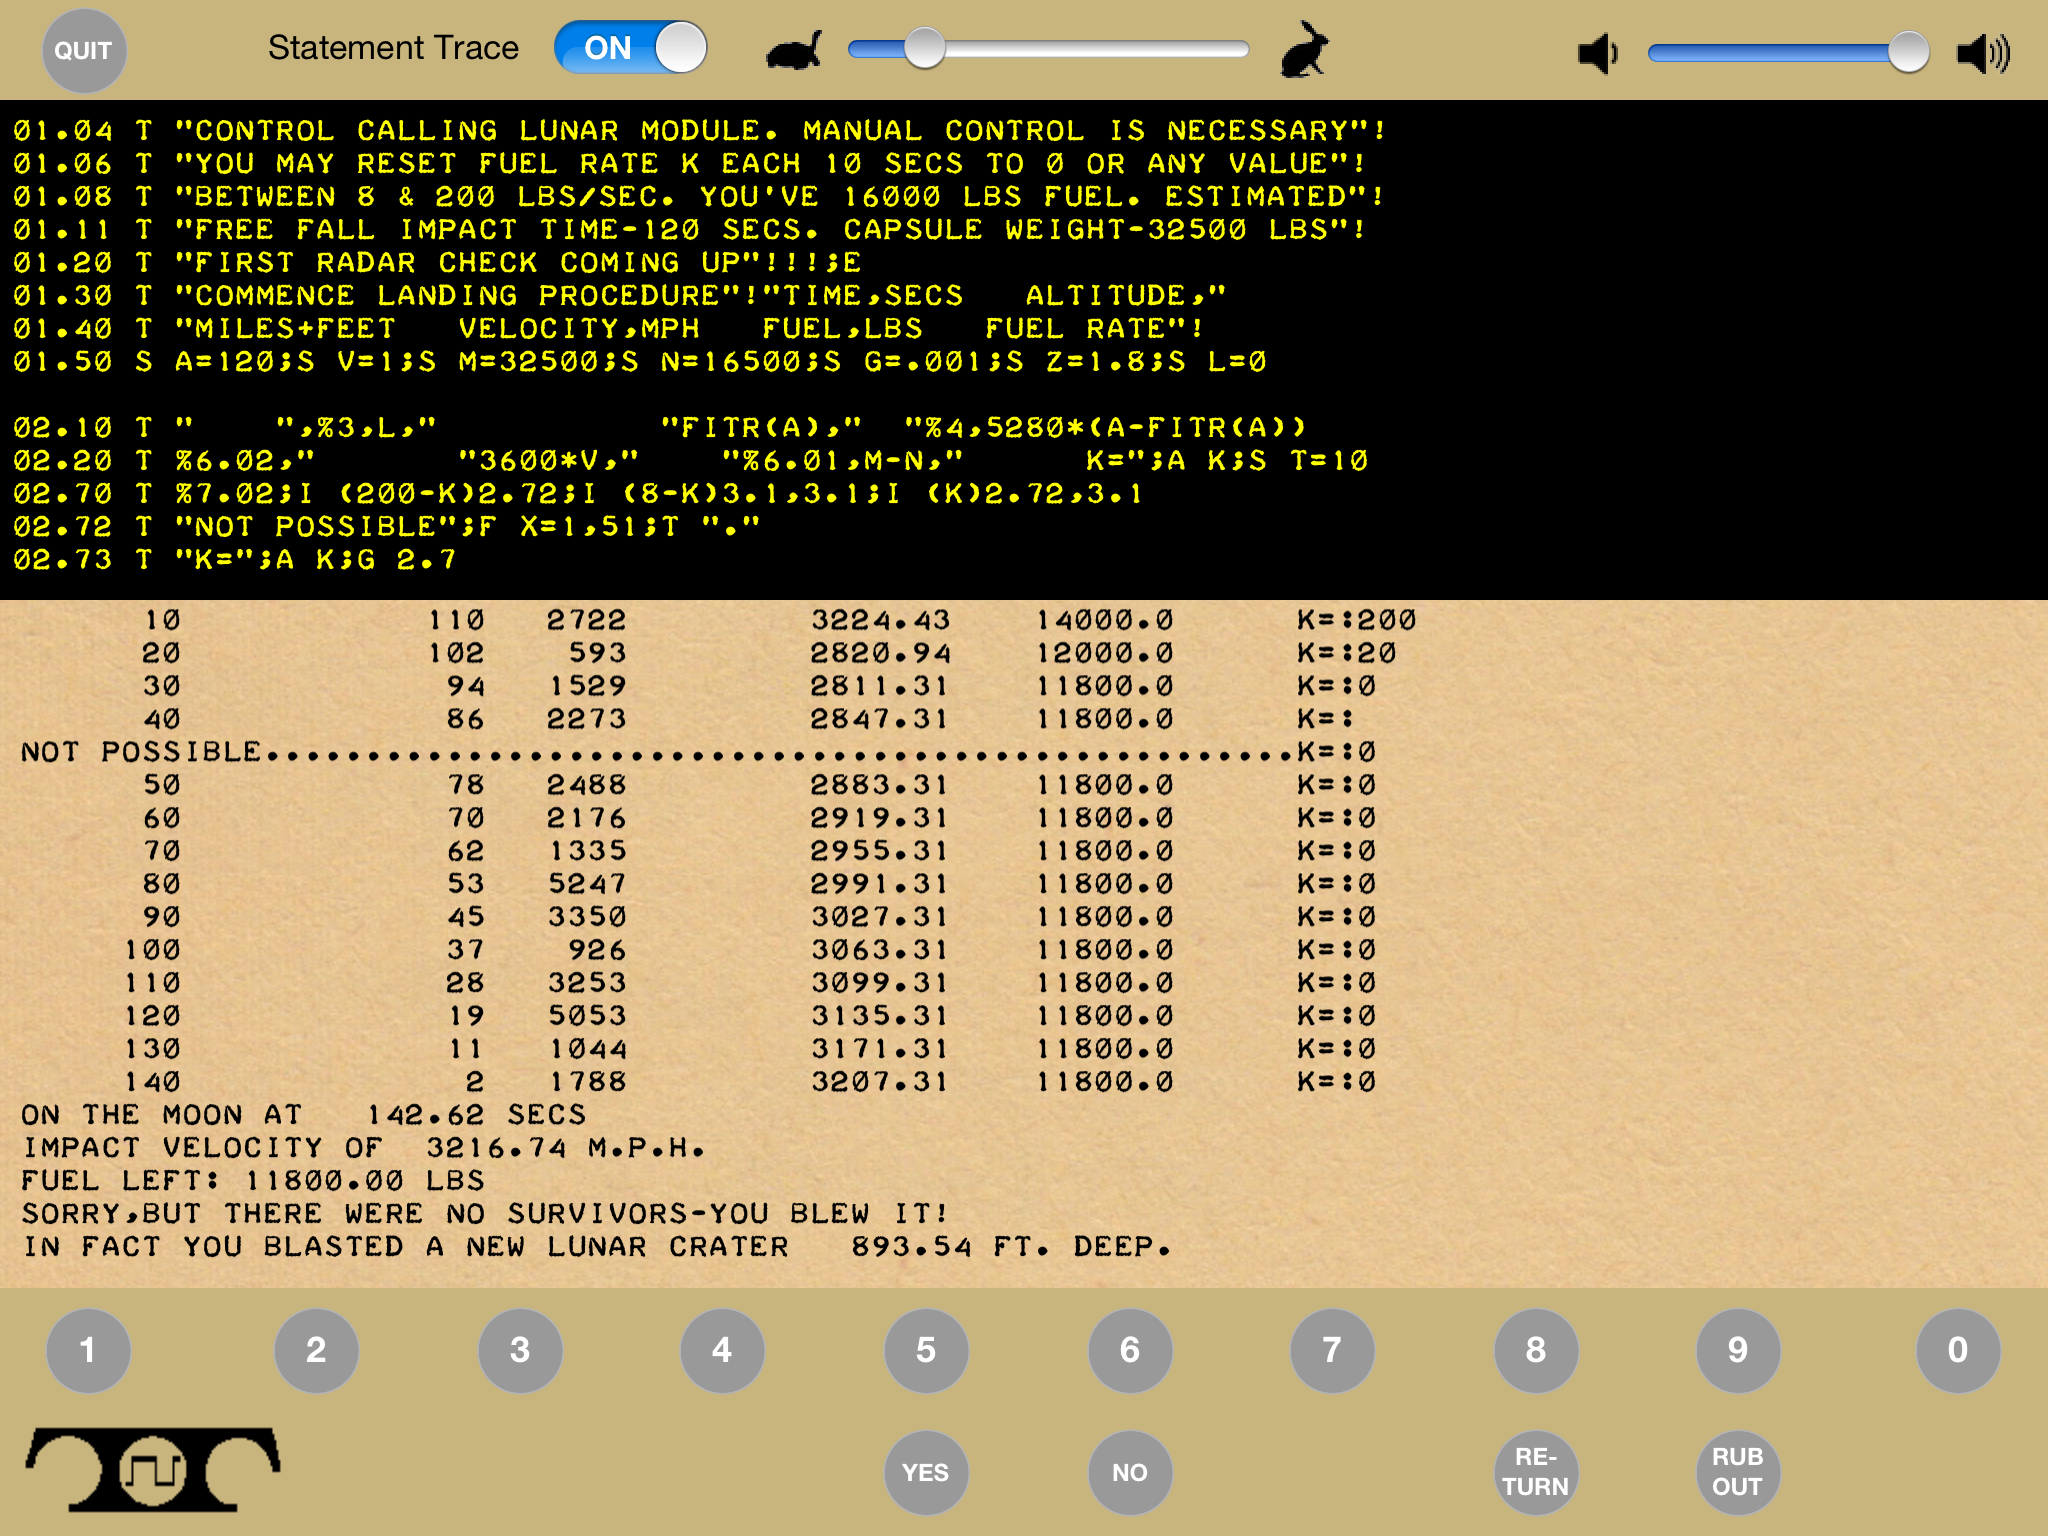 QUIT Statement Trace ON
01.04 T "CONTROL CALLING LUNAR MODULE. MANUAL CONTROL IS NECESSARY"!
01.06 T "YOU MAY RESET FUEL RATE K EACH 10 SECS TO 0 OR ANY VALUE"!
01.08 T "BETWEEN 8 & 200 LBS/SEC. YOU'VE 16000 LBS FUEL. ESTIMATED"!
01.11 T "FREE FALL IMPACT TIME-120 SECS. CAPSULE WEIGHT-32500 LBS"!
01.20 T "FIRST RADAR CHECK COMING UP"!!!;E
01.30 T "COMMENCE LANDING PROCEDURE"!"TIME,SECS   ALTITUDE,"
01.40 T "MILES+FEET   VELOCITY,MPH   FUEL,LBS   FUEL RATE"!
01.50 S A=120;S V=1;S M=32500;S N=16500;S G=.001;S Z=1.8;S L=0
02.10 T "    ",%3,L,"           "FITR(A),"  "%4,5280*(A-FITR(A))
02.20 T %6.02,"       "3600*V,"    "%6.01,M-N,"      K=";A K;S T=10
02.70 T %7.02;I (200-K)2.72;I (8-K)3.1,3.1;I (K)2.72,3.1
02.72 T "NOT POSSIBLE";F X=1,51;T "."
02.73 T "K=";A K;G 2.7
10 110 2722 3224.43 14000.0 K=:200
20 102 593 2820.94 12000.0 K=:20
30 94 1529 2811.31 11800.0 K=:0
40 86 2273 2847.31 11800.0 K=:
NOT POSSIBLE...................................................K=:0
50 78 2488 2883.31 11800.0 K=:0
60 70 2176 2919.31 11800.0 K=:0
70 62 1335 2955.31 11800.0 K=:0
80 53 5247 2991.31 11800.0 K=:0
90 45 3350 3027.31 11800.0 K=:0
100 37 926 3063.31 11800.0 K=:0
110 28 3253 3099.31 11800.0 K=:0
120 19 5053 3135.31 11800.0 K=:0
130 11 1044 3171.31 11800.0 K=:0
140 2 1788 3207.31 11800.0 K=:0
ON THE MOON AT   142.62 SECS
IMPACT VELOCITY OF  3216.74 M.P.H.
FUEL LEFT: 11800.00 LBS
SORRY,BUT THERE WERE NO SURVIVORS-YOU BLEW IT!
IN FACT YOU BLASTED A NEW LUNAR CRATER   893.54 FT. DEEP.
1 2 3 4 5 6 7 8 9 0
YES NO RE-TURN RUB OUT